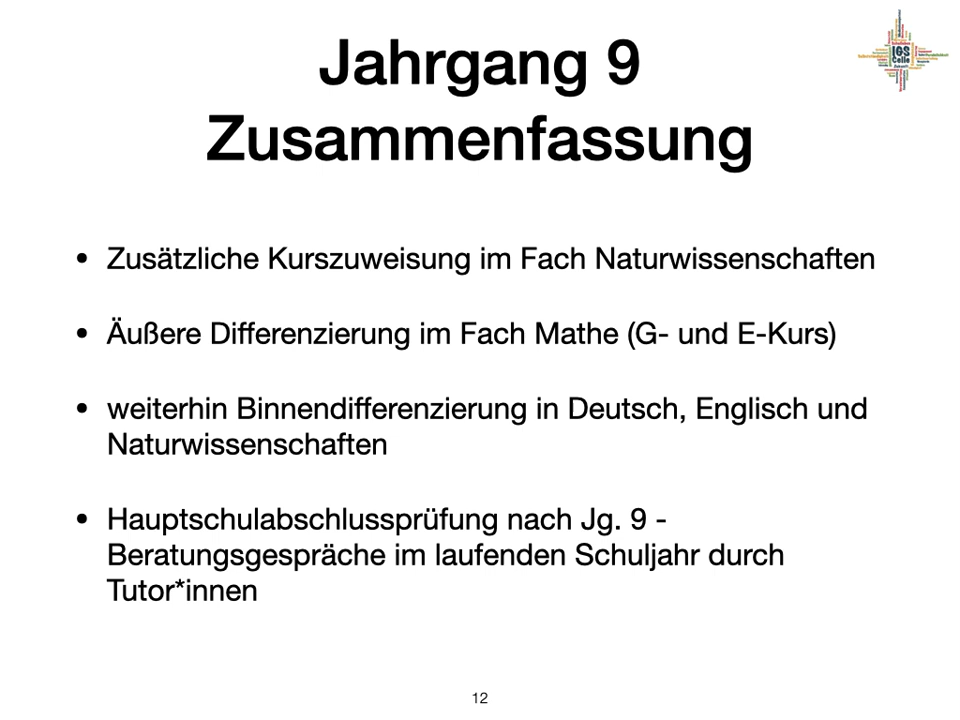 Jahrgang 9
Zusammenfassung
IGS
Celle
• Zusätzliche Kurszuweisung im Fach Naturwissenschaften
• Äußere Differenzierung im Fach Mathe (G- und E-Kurs)
• weiterhin Binnendifferenzierung in Deutsch, Englisch und
Naturwissenschaften
• Hauptschulabschlussprüfung nach Jg. 9 -
Beratungsgespräche im laufenden Schuljahr durch
Tutor*innen
12